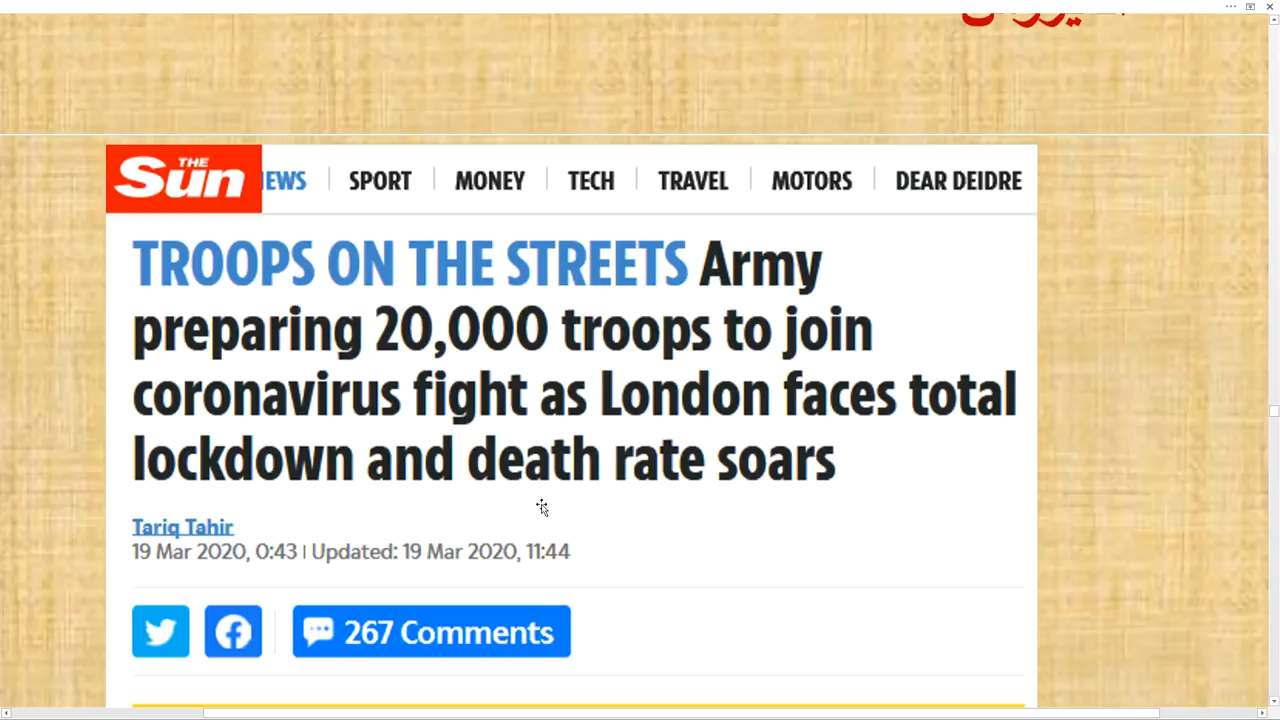 THE
Sun
EWS SPORT MONEY TECH TRAVEL MOTORS DEAR DEIDRE
TROOPS ON THE STREETS Army
preparing 20,000 troops to join
coronavirus fight as London faces total
lockdown and death rate soars
Tariq Tahir
19 Mar 2020, 0:43 | Updated: 19 Mar 2020, 11:44
267 Comments